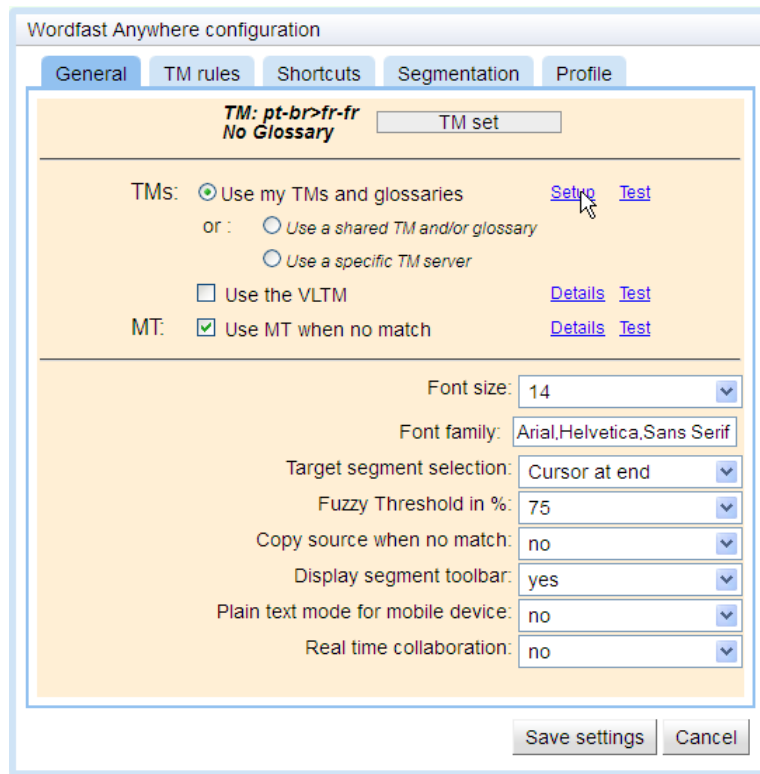 Wordfast Anywhere configuration
General TM rules Shortcuts Segmentation Profile
TM: pt-br>fr-fr
No Glossary TM set
TMs: Use my TMs and glossaries Setup Test
or : Use a shared TM and/or glossary
Use a specific TM server
Use the VLTM Details Test
MT: Use MT when no match Details Test
Font size: 14
Font family: Arial,Helvetica,Sans Serif
Target segment selection: Cursor at end
Fuzzy Threshold in %: 75
Copy source when no match: no
Display segment toolbar: yes
Plain text mode for mobile device: no
Real time collaboration: no
Save settings Cancel